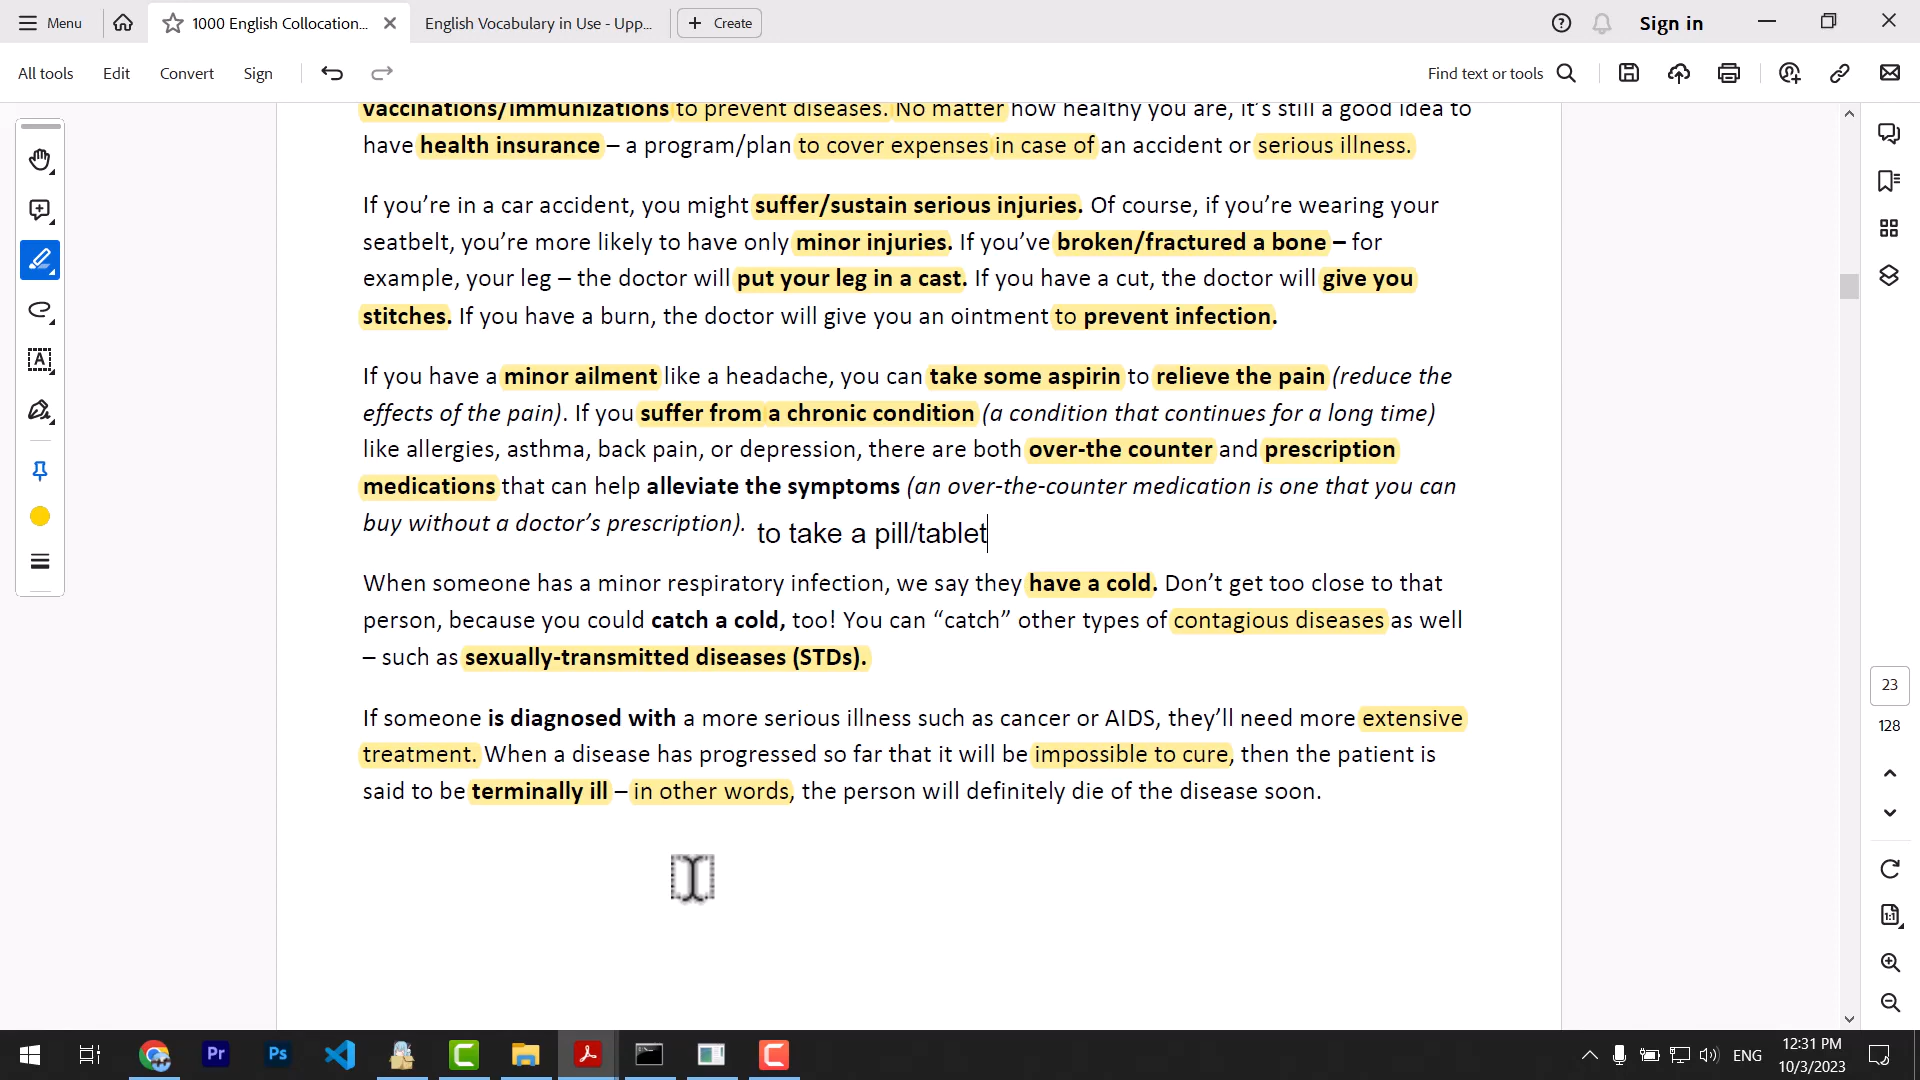 Menu
1000 English Collocation...
English Vocabulary in Use - Upp...
Create
Sign in
All tools
Edit
Convert
Sign
Find text or tools
vaccinations/immunizations to prevent diseases. No matter how healthy you are, it’s still a good idea to
have health insurance – a program/plan to cover expenses in case of an accident or serious illness.
If you’re in a car accident, you might suffer/sustain serious injuries. Of course, if you’re wearing your
seatbelt, you’re more likely to have only minor injuries. If you’ve broken/fractured a bone – for
example, your leg – the doctor will put your leg in a cast. If you have a cut, the doctor will give you
stitches. If you have a burn, the doctor will give you an ointment to prevent infection.
If you have a minor ailment like a headache, you can take some aspirin to relieve the pain (reduce the
effects of the pain). If you suffer from a chronic condition (a condition that continues for a long time)
like allergies, asthma, back pain, or depression, there are both over-the counter and prescription
medications that can help alleviate the symptoms (an over-the-counter medication is one that you can
buy without a doctor’s prescription).
to take a pill/tablet
When someone has a minor respiratory infection, we say they have a cold. Don’t get too close to that
person, because you could catch a cold, too! You can “catch” other types of contagious diseases as well
– such as sexually-transmitted diseases (STDs).
If someone is diagnosed with a more serious illness such as cancer or AIDS, they’ll need more extensive
treatment. When a disease has progressed so far that it will be impossible to cure, then the patient is
said to be terminally ill – in other words, the person will definitely die of the disease soon.
23
128
Pr
Ps
ENG
12:31 PM
10/3/2023